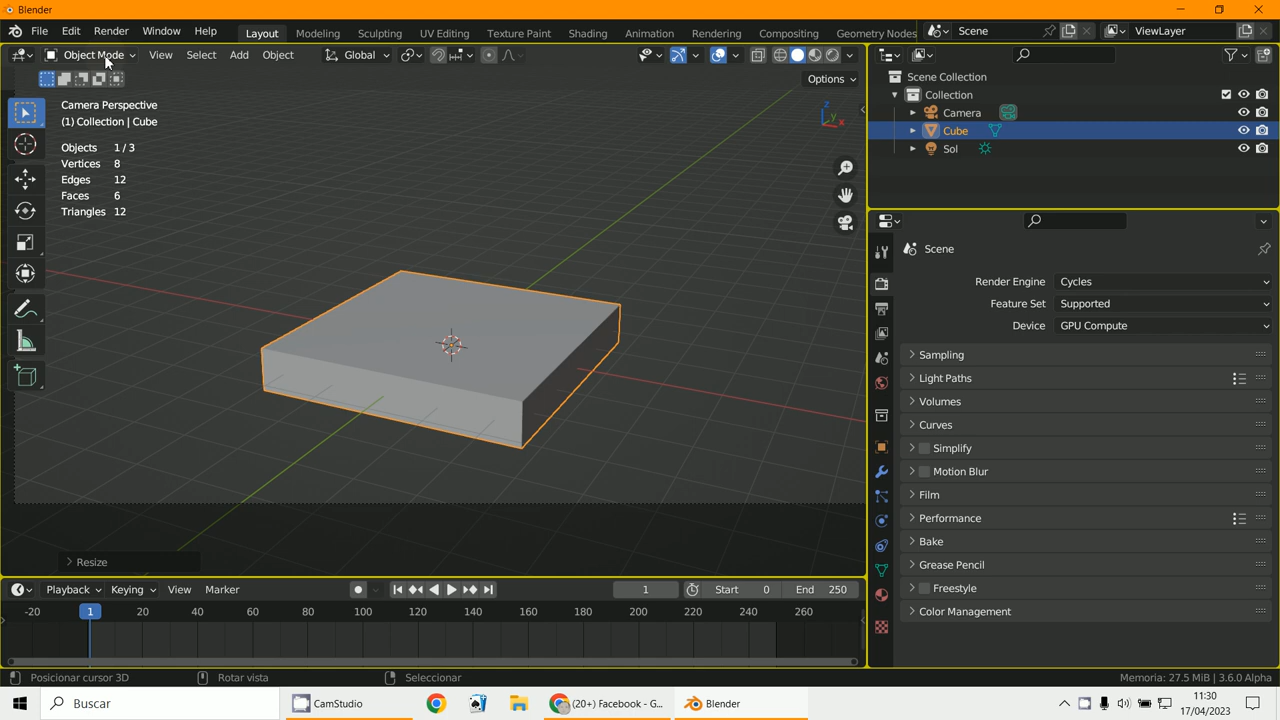 Blender
File Edit Render Window Help Layout Modeling Sculpting UV Editing Texture Paint Shading Animation Rendering Compositing Geometry Nodes Scene ViewLayer
Object Mode View Select Add Object Global
Options
Camera Perspective
(1) Collection | Cube
Objects 1 / 3
Vertices 8
Edges 12
Faces 6
Triangles 12
Z
Y
Resize
Scene Collection
Collection
Camera
Cube
Sol
Scene
Render Engine Cycles
Feature Set Supported
Device GPU Compute
Sampling
Light Paths
Volumes
Curves
Simplify
Motion Blur
Film
Performance
Bake
Grease Pencil
Freestyle
Color Management
Playback Keying View Marker 1 Start 0 End 250
-20 1 20 40 60 80 100 120 140 160 180 200 220 240 260
Posicionar cursor 3D Rotar vista Seleccionar Memoria: 27.5 MiB | 3.6.0 Alpha
Buscar CamStudio (20+) Facebook - G... Blender
11:30
17/04/2023